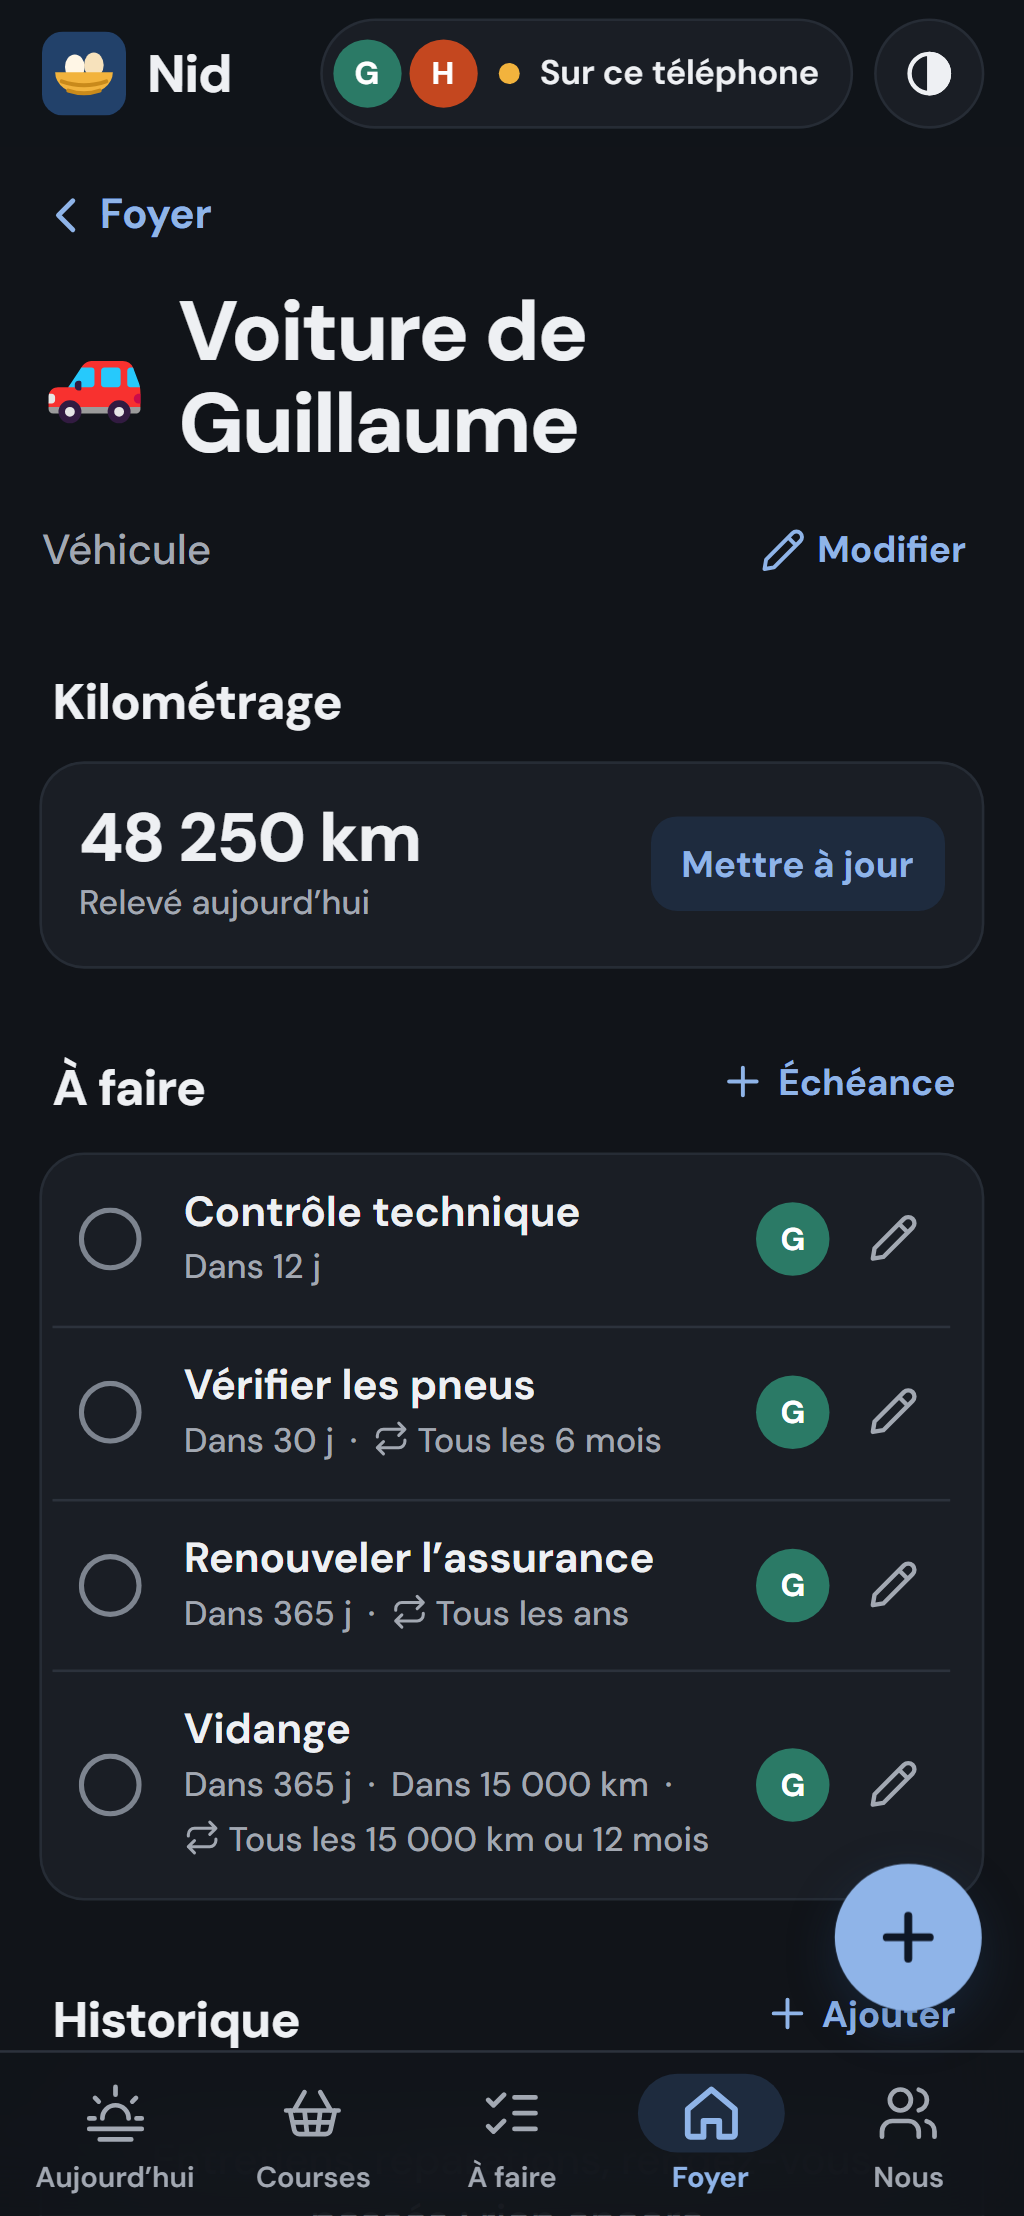 Nid
G H Sur ce téléphone
Foyer
Voiture de
Guillaume
Véhicule
Modifier
Kilométrage
48 250 km
Relevé aujourd’hui
Mettre à jour
À faire
Échéance
Contrôle technique
Dans 12 j
G
Vérifier les pneus
Dans 30 j · Tous les 6 mois
G
Renouveler l’assurance
Dans 365 j · Tous les ans
G
Vidange
Dans 365 j · Dans 15 000 km ·
Tous les 15 000 km ou 12 mois
G
Historique
Ajouter
Aujourd’hui
Courses
À faire
Foyer
Nous